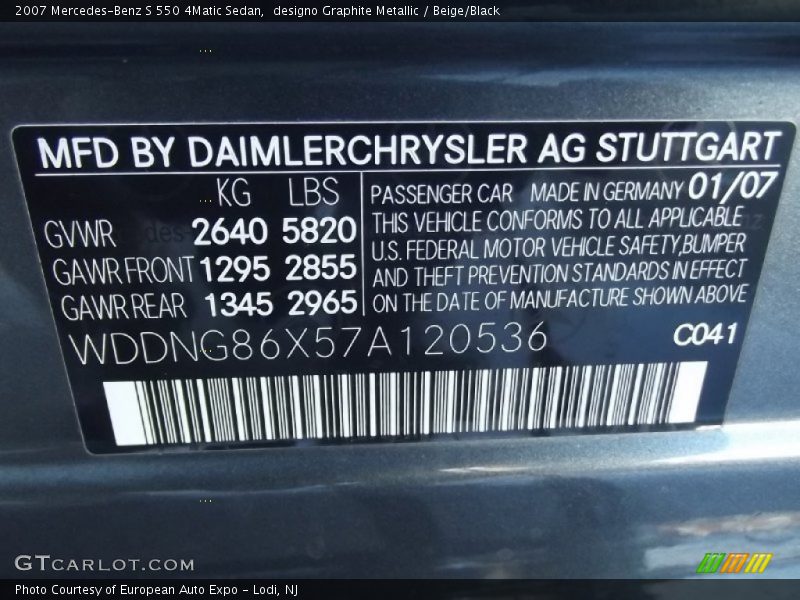 2007 Mercedes-Benz S 550 4Matic Sedan,  designo Graphite Metallic / Beige/Black
MFD BY DAIMLERCHRYSLER AG STUTTGART
KG LBS
GVWR 2640 5820
GAWR FRONT 1295 2855
GAWR REAR 1345 2965
PASSENGER CAR MADE IN GERMANY 01/07
THIS VEHICLE CONFORMS TO ALL APPLICABLE
U.S. FEDERAL MOTOR VEHICLE SAFETY,BUMPER
AND THEFT PREVENTION STANDARDS IN EFFECT
ON THE DATE OF MANUFACTURE SHOWN ABOVE
WDDNG86X57A120536
C041
GTCARLOT.COM
Photo Courtesy of European Auto Expo - Lodi, NJ